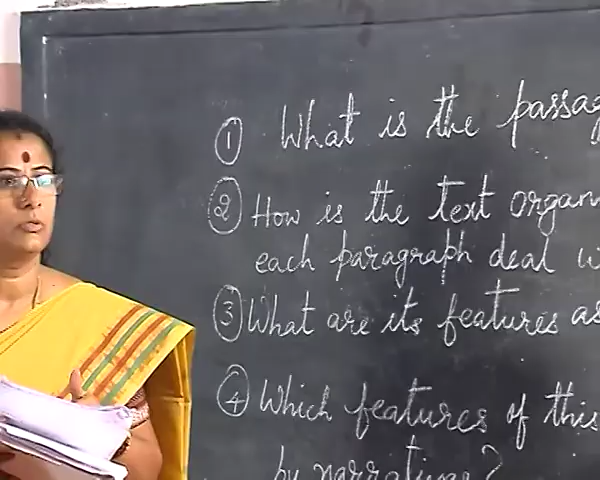 ① What is the passag
② How is the text organ
each paragraph deal w
③ What are its features as
④ Which features of this
by narratives?